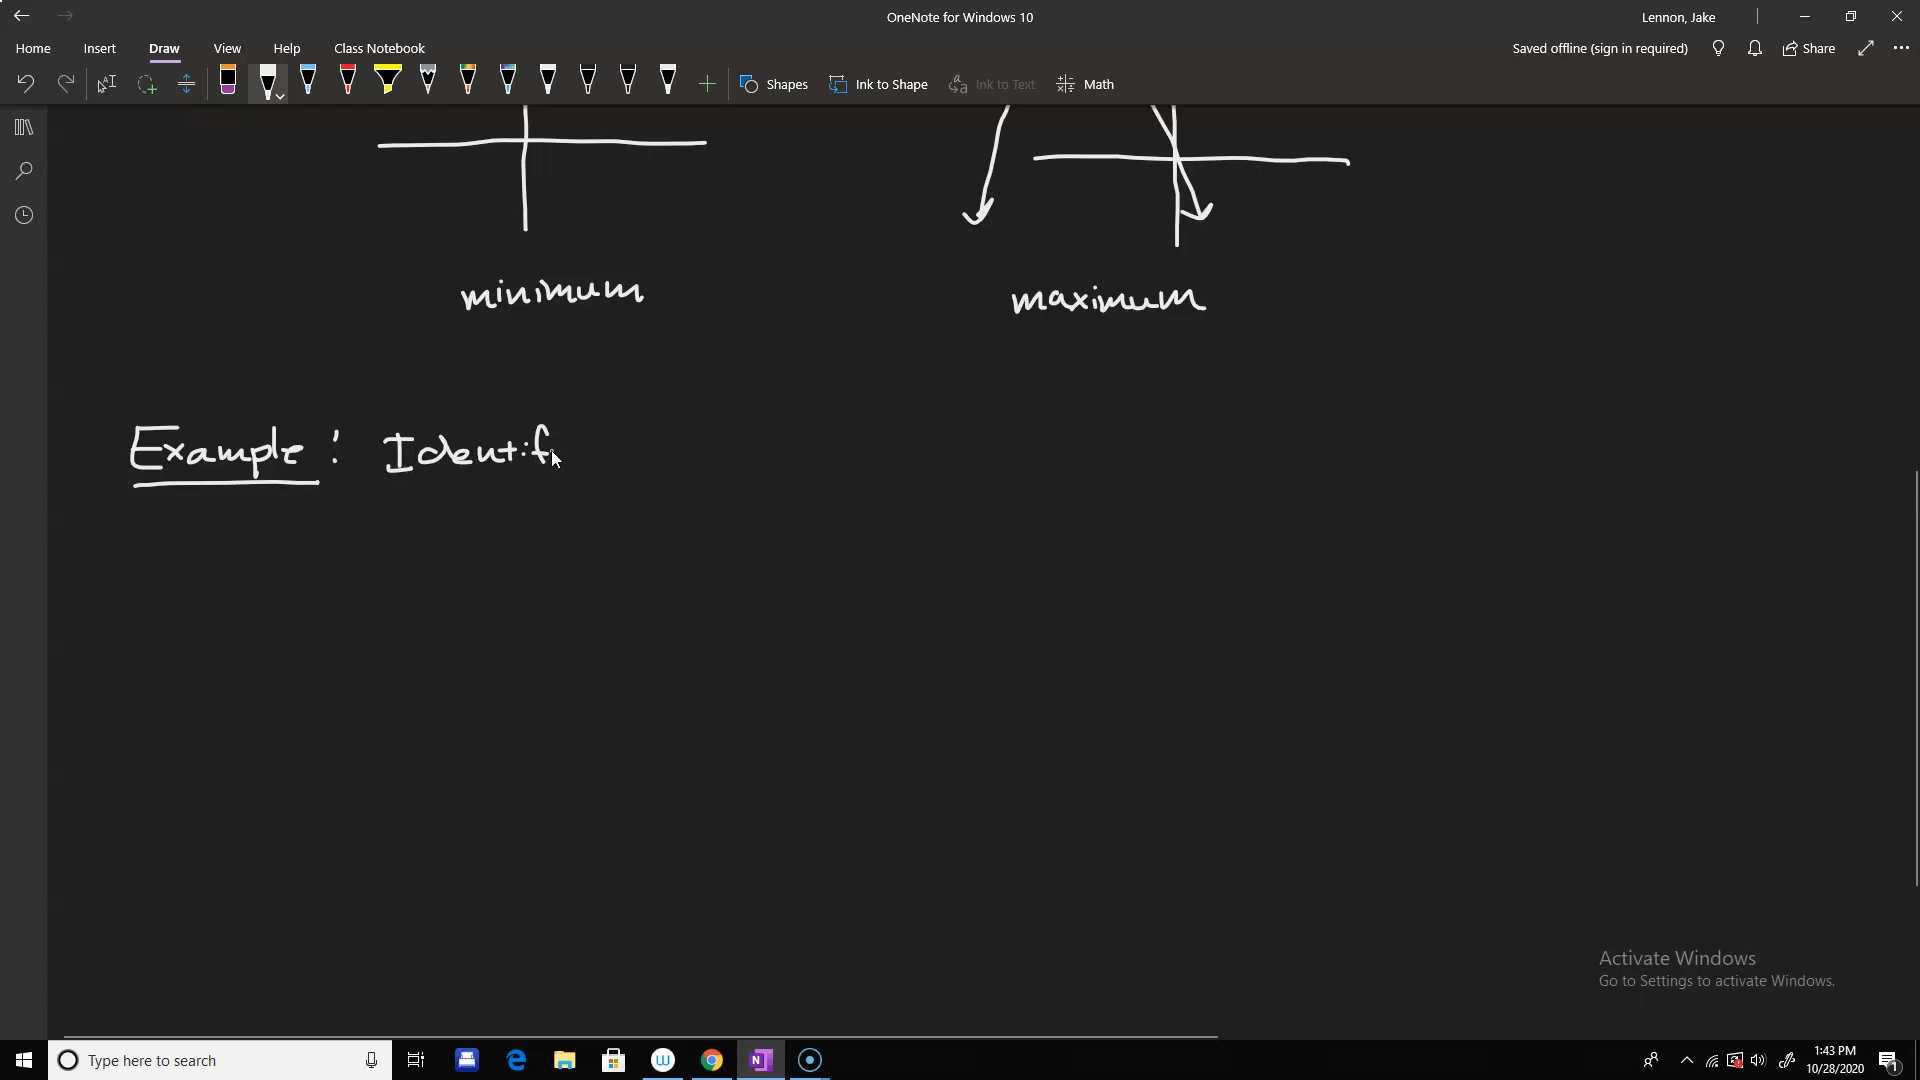 OneNote for Windows 10
Lennon, Jake
Home Insert Draw View Help Class Notebook
Saved offline (sign in required)
Share
Shapes
Ink to Shape
Ink to Text
Math
minimum
maximum
Example: Identif
Activate Windows
Go to Settings to activate Windows.
Type here to search
1:43 PM
10/28/2020